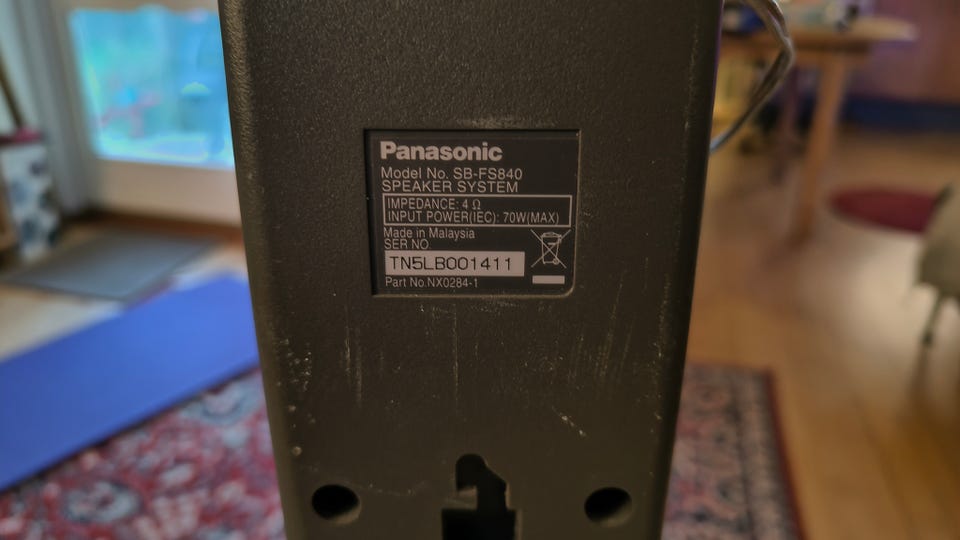 Panasonic
Model No. SB-FS840
SPEAKER SYSTEM
IMPEDANCE: 4 Ω
INPUT POWER(IEC): 70W(MAX)
Made in Malaysia
SER NO.
TN5LB001411
Part No.NX0284-1